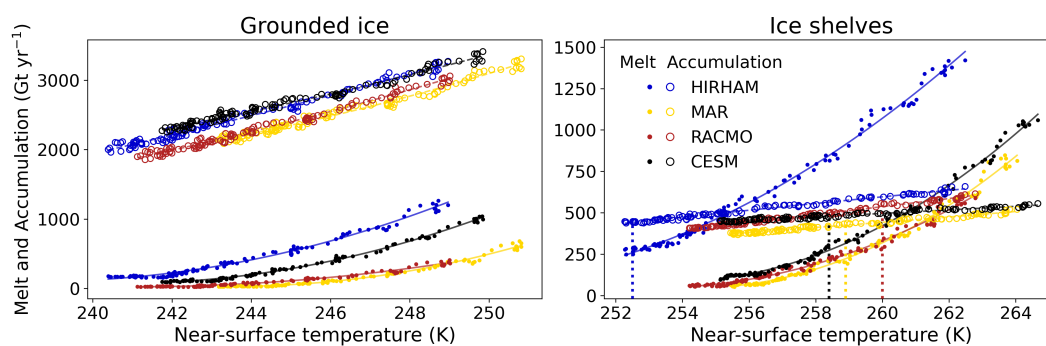 Grounded ice
Melt and Accumulation (Gt yr⁻¹)
3000
2000
1000
0
240 242 244 246 248 250
Near-surface temperature (K)
Ice shelves
1500
1250
1000
750
500
250
0
Melt Accumulation
HIRHAM
MAR
RACMO
CESM
252 254 256 258 260 262 264
Near-surface temperature (K)